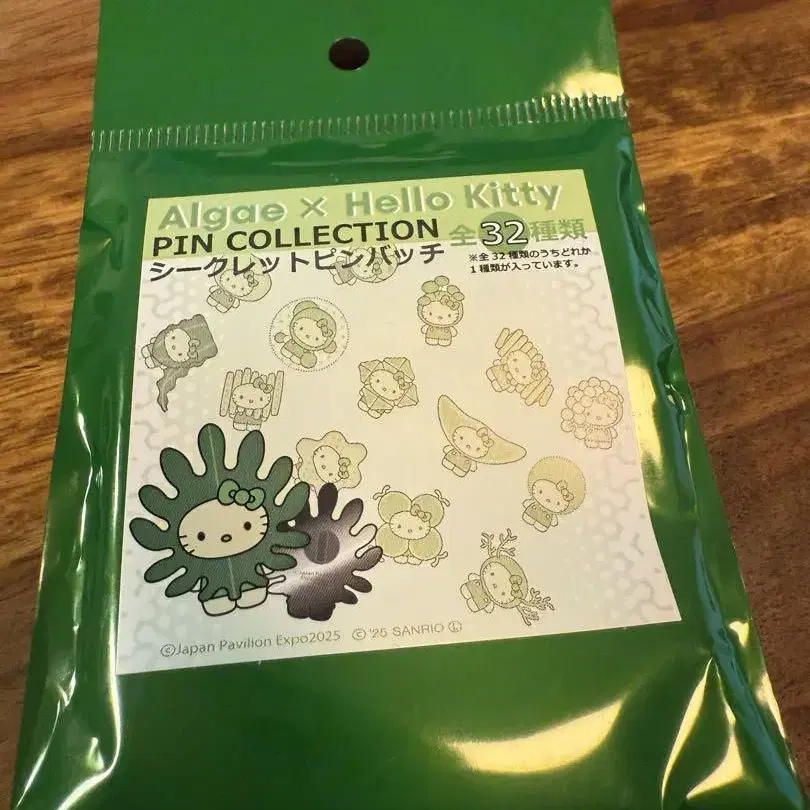 Algae × Hello Kitty
PIN COLLECTION 全32種類
シークレットピンバッチ
※全32種類のうちどれか
1種類が入っています。
©Japan Pavilion Expo2025 © '25 SANRIO Ⓛ